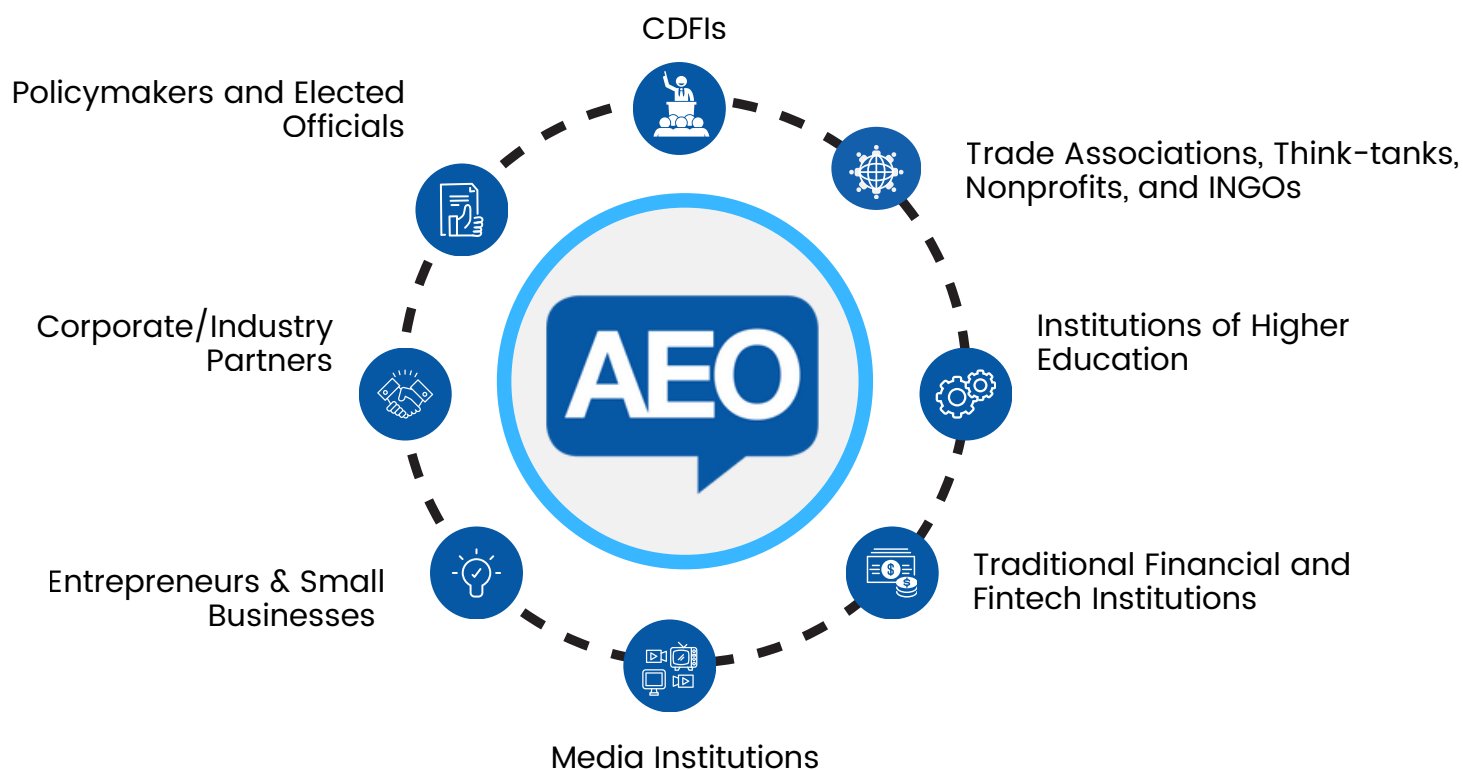 CDFIs
Policymakers and Elected
Officials
Trade Associations, Think-tanks,
Nonprofits, and INGOs
Corporate/Industry
Partners
Institutions of Higher
Education
AEO
Entrepreneurs & Small
Businesses
Traditional Financial and
Fintech Institutions
$
$
Media Institutions